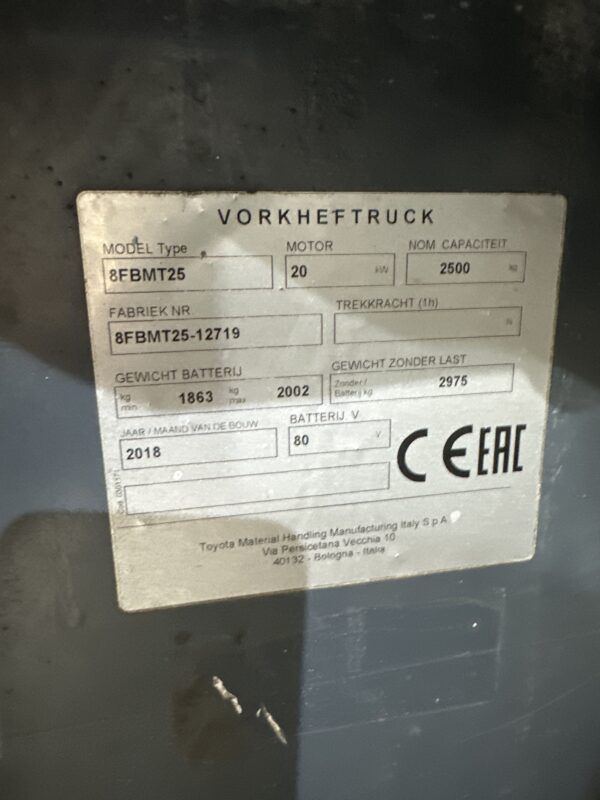 VORKHEFTRUCK
MODEL Type MOTOR NOM CAPACITEIT
8FBMT25 20 kW 2500 kg
FABRIEK NR TREKKRACHT (1h)
8FBMT25-12719 N
GEWICHT BATTERIJ GEWICHT ZONDER LAST
kg min 1863 kg max 2002 Zonder / Batterij kg 2975
JAAR / MAAND VAN DE BOUW BATTERIJ. V
2018 80 V
CE EAC
Toyota Material Handling Manufacturing Italy S p A
Via Persicetana Vecchia 10
40132 - Bologna - Italia